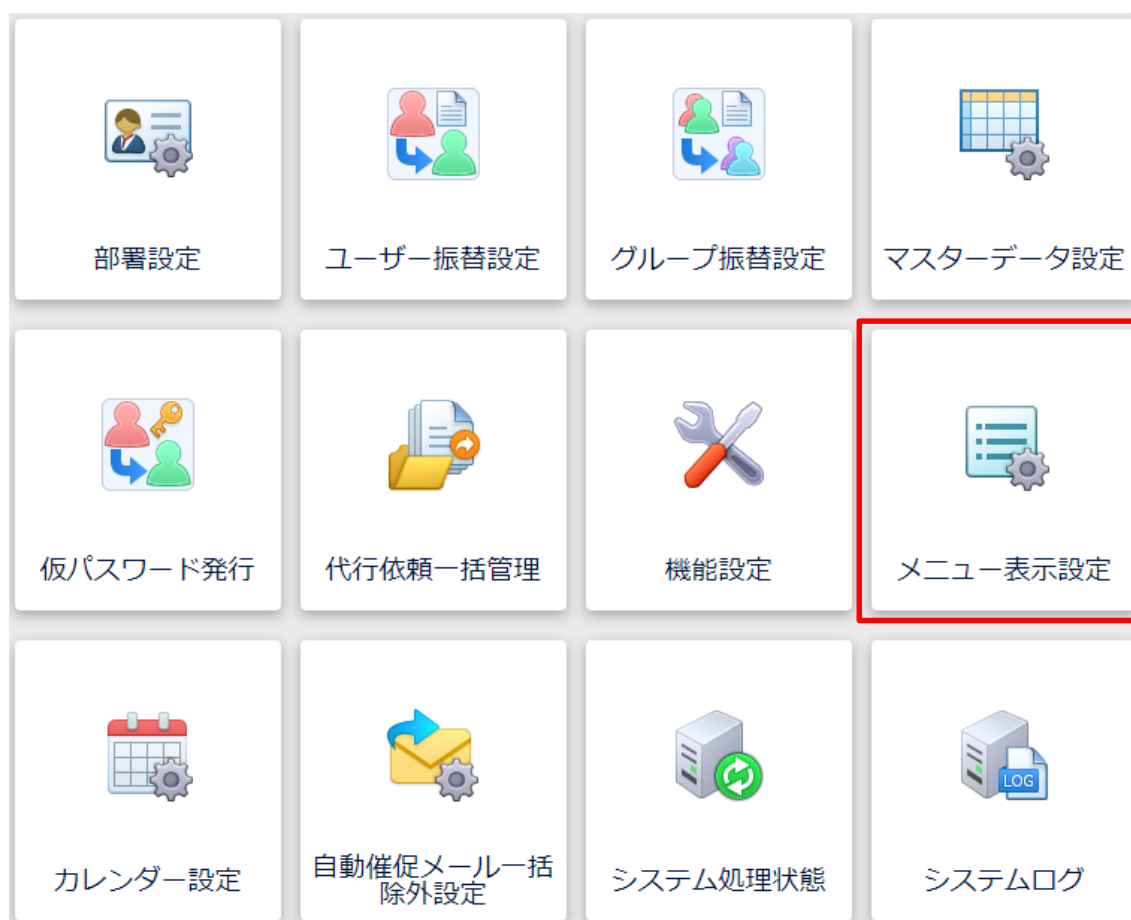 部署設定
ユーザー振替設定
グループ振替設定
マスターデータ設定
仮パスワード発行
代行依頼一括管理
機能設定
メニュー表示設定
カレンダー設定
自動催促メール一括
除外設定
システム処理状態
LOG
システムログ